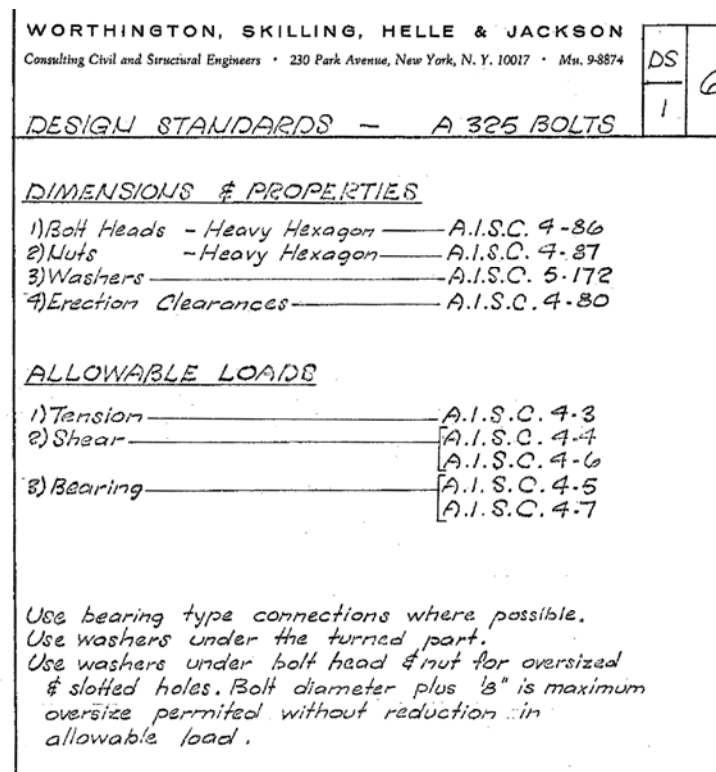 WORTHINGTON, SKILLING, HELLE & JACKSON
Consulting Civil and Structural Engineers • 230 Park Avenue, New York, N. Y. 10017 • Mu. 9-8874
DS
1
6
DESIGN STANDARDS — A 325 BOLTS
DIMENSIONS & PROPERTIES
1) Bolt Heads - Heavy Hexagon — A.I.S.C. 4-86
2) Nuts - Heavy Hexagon — A.I.S.C. 4-87
3) Washers — A.I.S.C. 5-172
4) Erection Clearances — A.I.S.C. 4-80
ALLOWABLE LOADS
1) Tension — A.I.S.C. 4-3
2) Shear — A.I.S.C. 4-4
A.I.S.C. 4-6
3) Bearing — A.I.S.C. 4-5
A.I.S.C. 4-7
Use bearing type connections where possible.
Use washers under the turned part.
Use washers under bolt head & nut for oversized
& slotted holes. Bolt diameter plus 1/8" is maximum
oversize permited without reduction in
allowable load.